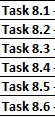 Task 8.1 –
Task 8.2 –
Task 8.3 –
Task 8.4 –
Task 8.5 –
Task 8.6 –